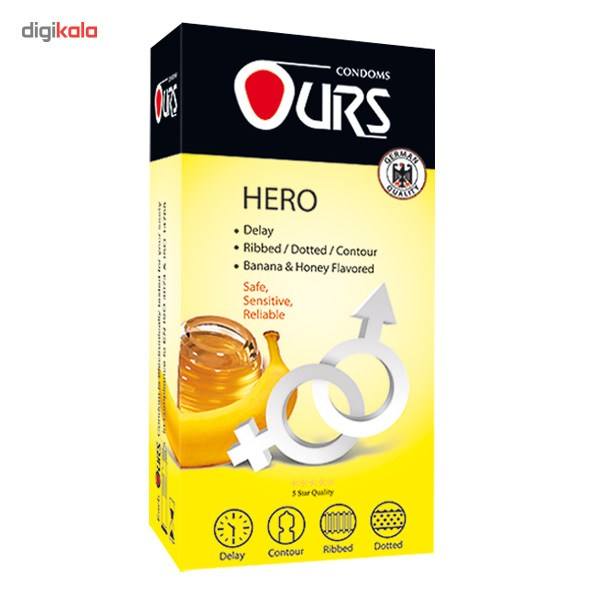 digikala
CONDOMS
OURS
GERMAN
QUALITY
HERO
• Delay
• Ribbed / Dotted / Contour
• Banana & Honey Flavored
Safe,
Sensitive,
Reliable
5 Star Quality
Delay
Contour
Ribbed
Dotted
OURS